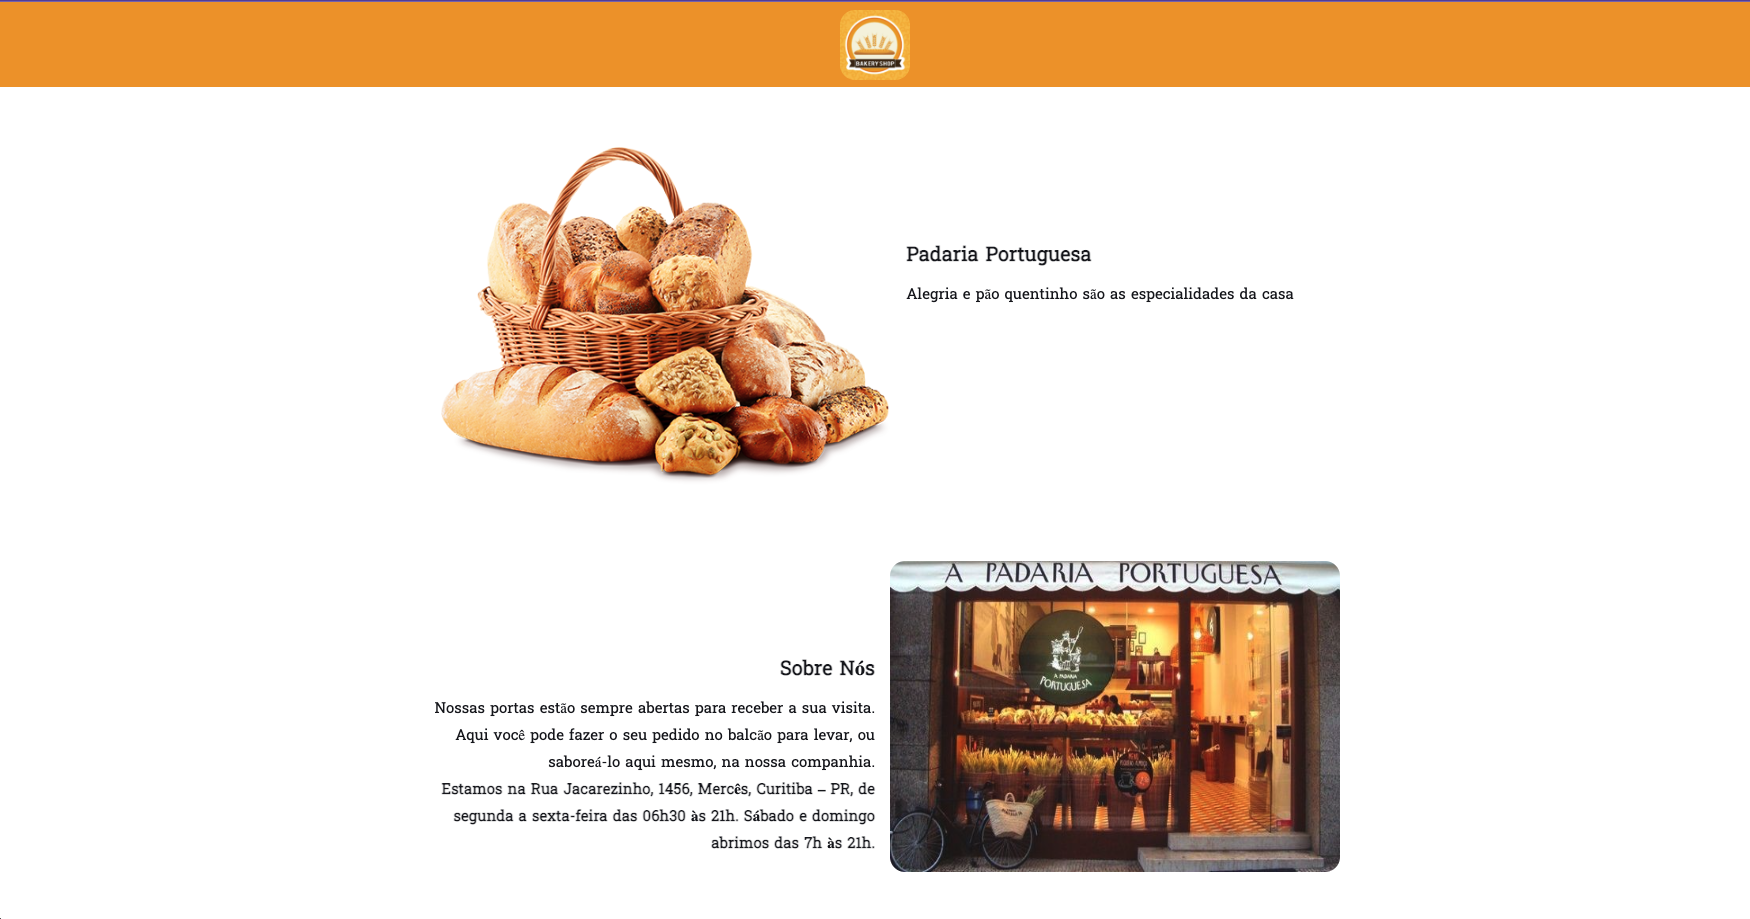 BAKERY SHOP
Padaria Portuguesa
Alegria e pão quentinho são as especialidades da casa
A PADARIA PORTUGUESA
A PADARIA
PORTUGUESA
Sobre Nós
Nossas portas estão sempre abertas para receber a sua visita.
Aqui você pode fazer o seu pedido no balcão para levar, ou
saboreá-lo aqui mesmo, na nossa companhia.
Estamos na Rua Jacarezinho, 1456, Mercês, Curitiba – PR, de
segunda a sexta-feira das 06h30 às 21h. Sábado e domingo
abrimos das 7h às 21h.